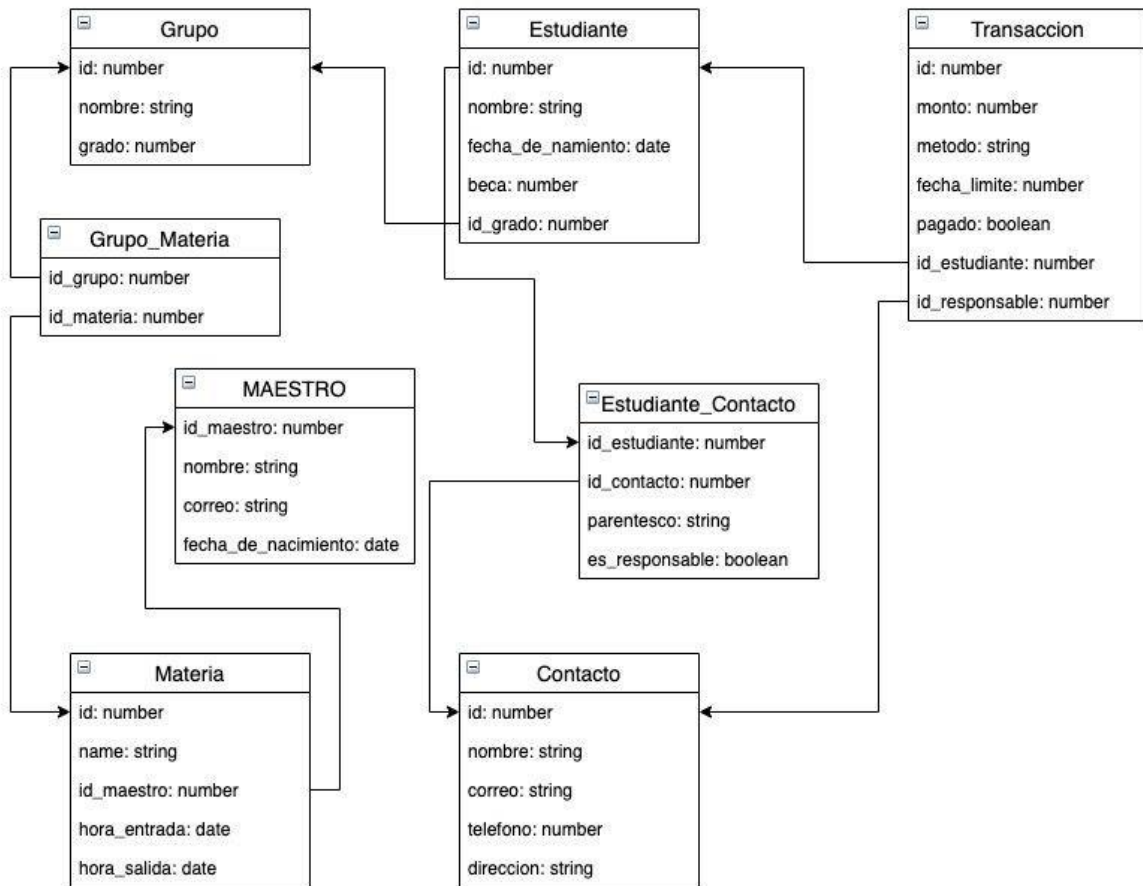 Grupo
id: number
nombre: string
grado: number
Estudiante
id: number
nombre: string
fecha_de_namiento: date
beca: number
id_grado: number
Transaccion
id: number
monto: number
metodo: string
fecha_limite: number
pagado: boolean
id_estudiante: number
id_responsable: number
Grupo_Materia
id_grupo: number
id_materia: number
MAESTRO
id_maestro: number
nombre: string
correo: string
fecha_de_nacimiento: date
Estudiante_Contacto
id_estudiante: number
id_contacto: number
parentesco: string
es_responsable: boolean
Materia
id: number
name: string
id_maestro: number
hora_entrada: date
hora_salida: date
Contacto
id: number
nombre: string
correo: string
telefono: number
direccion: string